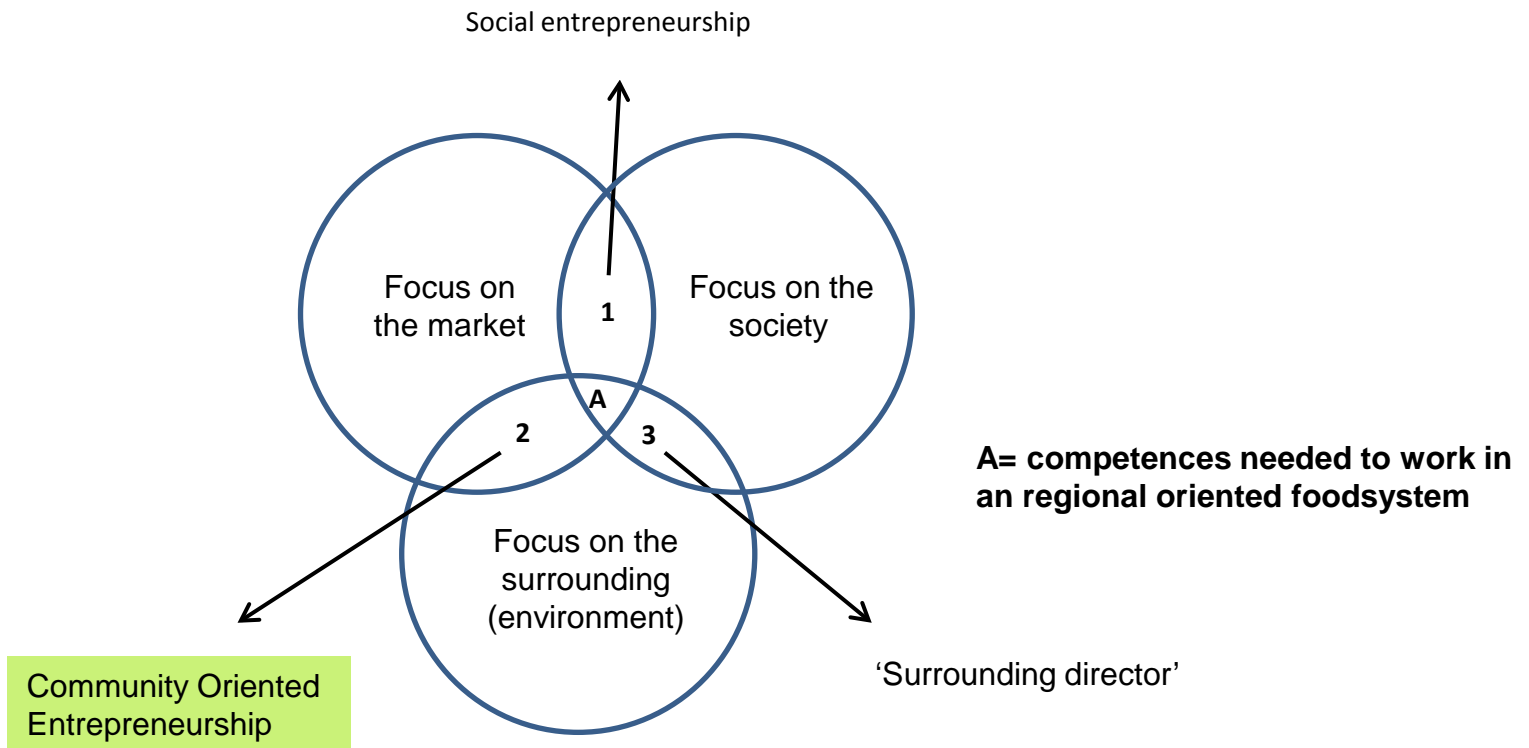 Social entrepreneurship
Focus on
the market
1
Focus on the
society
A
2
3
A= competences needed to work in
an regional oriented foodsystem
Focus on the
surrounding
(environment)
Community Oriented
Entrepreneurship
‘Surrounding director’